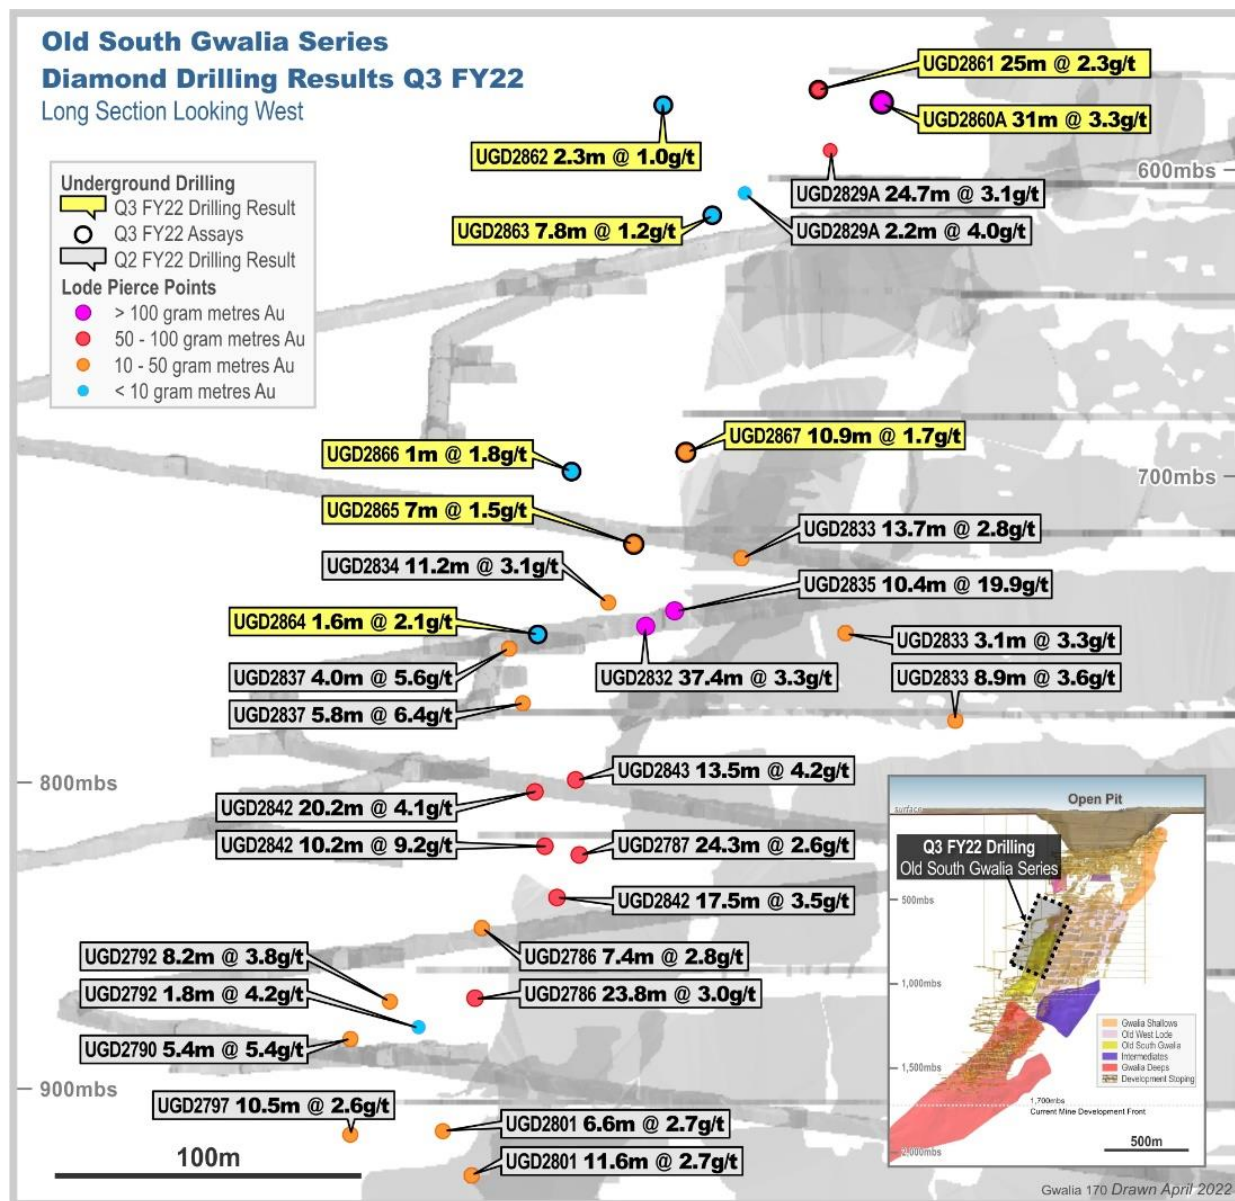 Old South Gwalia Series
Diamond Drilling Results Q3 FY22
Long Section Looking West
UGD2861 25m @ 2.3g/t
UGD2860A 31m @ 3.3g/t
UGD2862 2.3m @ 1.0g/t
600mbs
UGD2829A 24.7m @ 3.1g/t
UGD2863 7.8m @ 1.2g/t
UGD2829A 2.2m @ 4.0g/t
Underground Drilling
Q3 FY22 Drilling Result
Q3 FY22 Assays
Q2 FY22 Drilling Result
Lode Pierce Points
> 100 gram metres Au
50 - 100 gram metres Au
10 - 50 gram metres Au
< 10 gram metres Au
UGD2867 10.9m @ 1.7g/t
UGD2866 1m @ 1.8g/t
700mbs
UGD2865 7m @ 1.5g/t
UGD2833 13.7m @ 2.8g/t
UGD2834 11.2m @ 3.1g/t
UGD2835 10.4m @ 19.9g/t
UGD2864 1.6m @ 2.1g/t
UGD2833 3.1m @ 3.3g/t
UGD2837 4.0m @ 5.6g/t
UGD2832 37.4m @ 3.3g/t
UGD2833 8.9m @ 3.6g/t
UGD2837 5.8m @ 6.4g/t
800mbs
UGD2843 13.5m @ 4.2g/t
UGD2842 20.2m @ 4.1g/t
UGD2842 10.2m @ 9.2g/t
UGD2787 24.3m @ 2.6g/t
UGD2842 17.5m @ 3.5g/t
UGD2792 8.2m @ 3.8g/t
UGD2786 7.4m @ 2.8g/t
UGD2792 1.8m @ 4.2g/t
UGD2786 23.8m @ 3.0g/t
UGD2790 5.4m @ 5.4g/t
900mbs
UGD2797 10.5m @ 2.6g/t
UGD2801 6.6m @ 2.7g/t
100m
UGD2801 11.6m @ 2.7g/t
Open Pit
surface
Q3 FY22 Drilling
Old South Gwalia Series
500mbs
1,000mbs
Gwalia Shallows
Old West Lode
Old South Gwalia
Intermediates
Gwalia Deeps
Development Stoping
1,500mbs
1,700mbs
Current Mine Development Front
500m
2,000mbs
Gwalia 170 Drawn April 2022